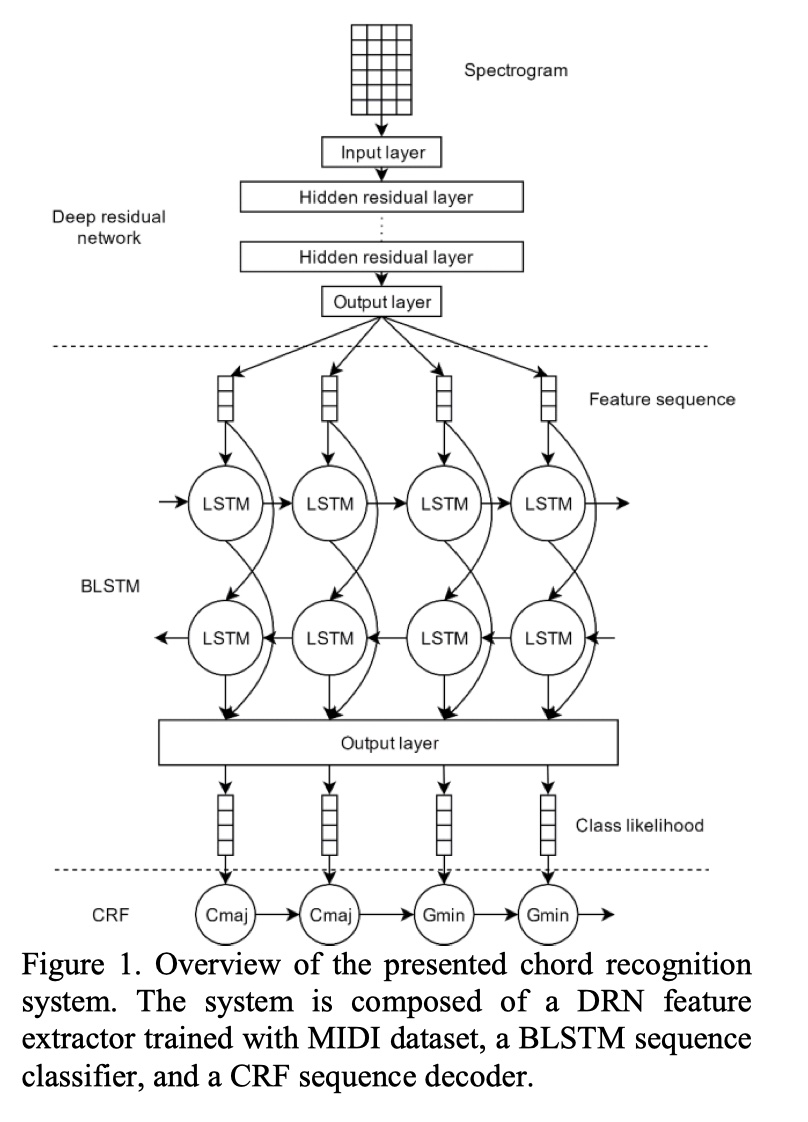 Spectrogram
Input layer
Hidden residual layer
Deep residual
network
Hidden residual layer
Output layer
Feature sequence
LSTM LSTM LSTM LSTM
BLSTM
LSTM LSTM LSTM LSTM
Output layer
Class likelihood
CRF Cmaj Cmaj Gmin Gmin
Figure 1. Overview of the presented chord recognition
system. The system is composed of a DRN feature
extractor trained with MIDI dataset, a BLSTM sequence
classifier, and a CRF sequence decoder.